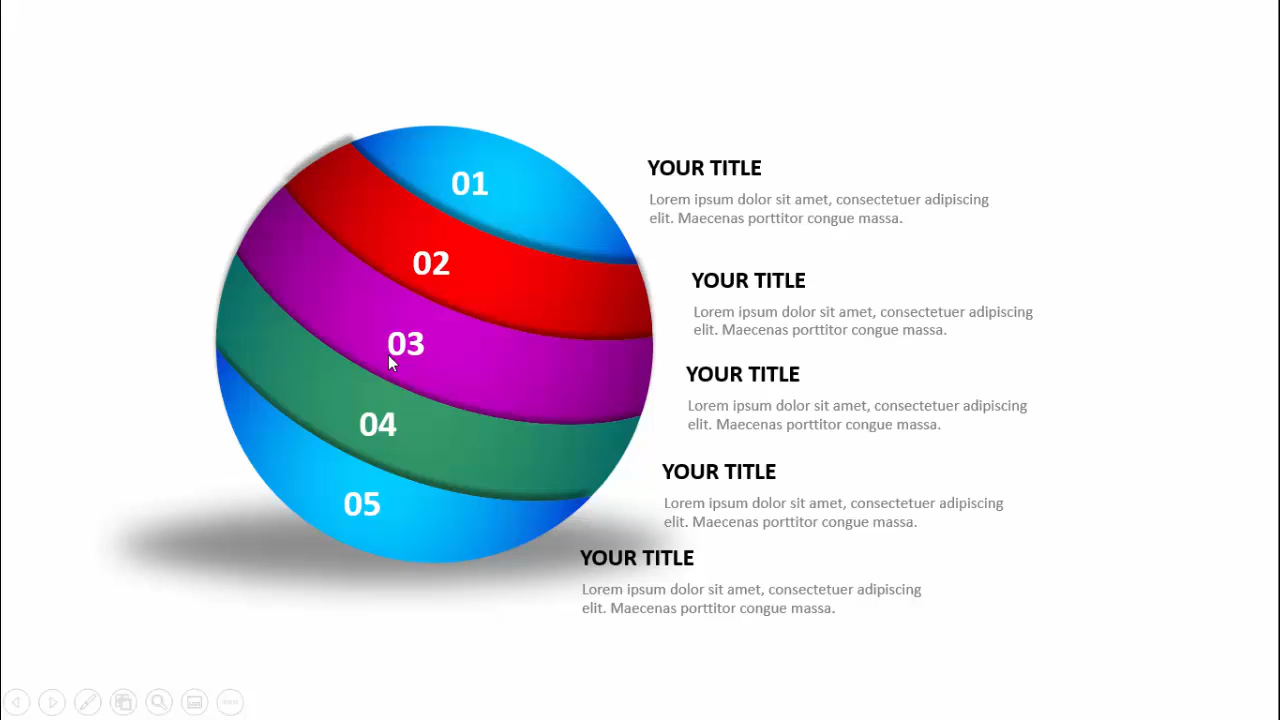 01
YOUR TITLE
Lorem ipsum dolor sit amet, consectetuer adipiscing
elit. Maecenas porttitor congue massa.
02
YOUR TITLE
Lorem ipsum dolor sit amet, consectetuer adipiscing
elit. Maecenas porttitor congue massa.
03
YOUR TITLE
Lorem ipsum dolor sit amet, consectetuer adipiscing
elit. Maecenas porttitor congue massa.
04
YOUR TITLE
Lorem ipsum dolor sit amet, consectetuer adipiscing
elit. Maecenas porttitor congue massa.
05
YOUR TITLE
Lorem ipsum dolor sit amet, consectetuer adipiscing
elit. Maecenas porttitor congue massa.